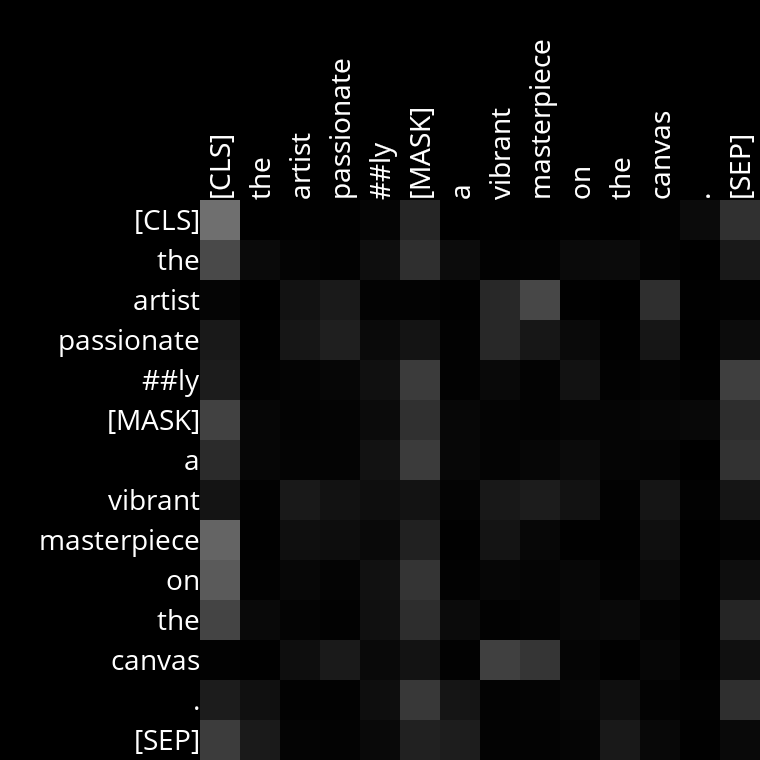 [CLS] the artist passionate ##ly [MASK] a vibrant masterpiece on the canvas . [SEP]
[CLS]
the
artist
passionate
##ly
[MASK]
a
vibrant
masterpiece
on
the
canvas
.
[SEP]